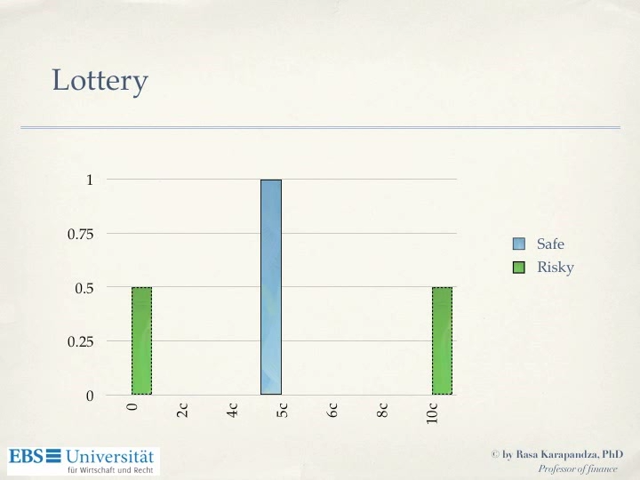 Lottery
1
0.75
0.5
0.25
0
0
2c
4c
5c
6c
8c
10c
Safe
Risky
EBS Universität
für Wirtschaft und Recht
© by Rasa Karapandza, PhD
Professor of finance